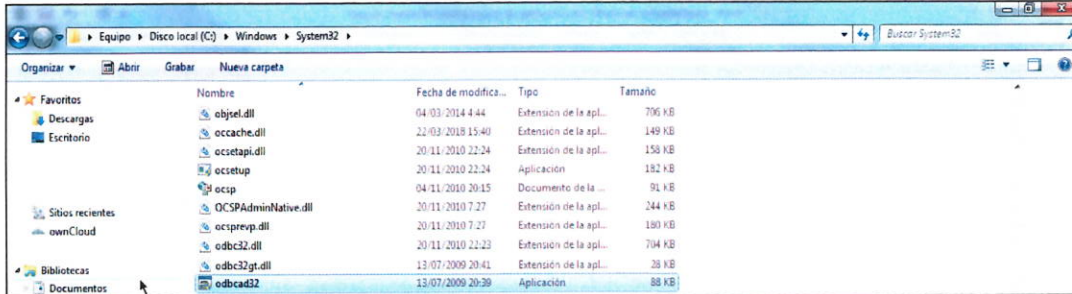 Equipo ▸ Disco local (C:) ▸ Windows ▸ System32 ▸
Buscar System32
Organizar Abrir Grabar Nueva carpeta
Nombre Fecha de modifica... Tipo Tamaño
Favoritos
Descargas
Escritorio
Sitios recientes
ownCloud
Bibliotecas
Documentos
objsel.dll 04/03/2014 4:44 Extensión de la apl... 706 KB
occache.dll 22/03/2018 15:40 Extensión de la apl... 149 KB
ocsetapi.dll 20/11/2010 22:24 Extensión de la apl... 158 KB
ocsetup 20/11/2010 22:24 Aplicación 182 KB
ocsp 04/11/2010 20:15 Documento de la ... 91 KB
OCSPAdminNative.dll 20/11/2010 7:27 Extensión de la apl... 244 KB
ocsprevp.dll 20/11/2010 7:27 Extensión de la apl... 180 KB
odbc32.dll 20/11/2010 22:23 Extensión de la apl... 704 KB
odbc32gt.dll 13/07/2009 20:41 Extensión de la apl... 28 KB
odbcad32 13/07/2009 20:39 Aplicación 88 KB